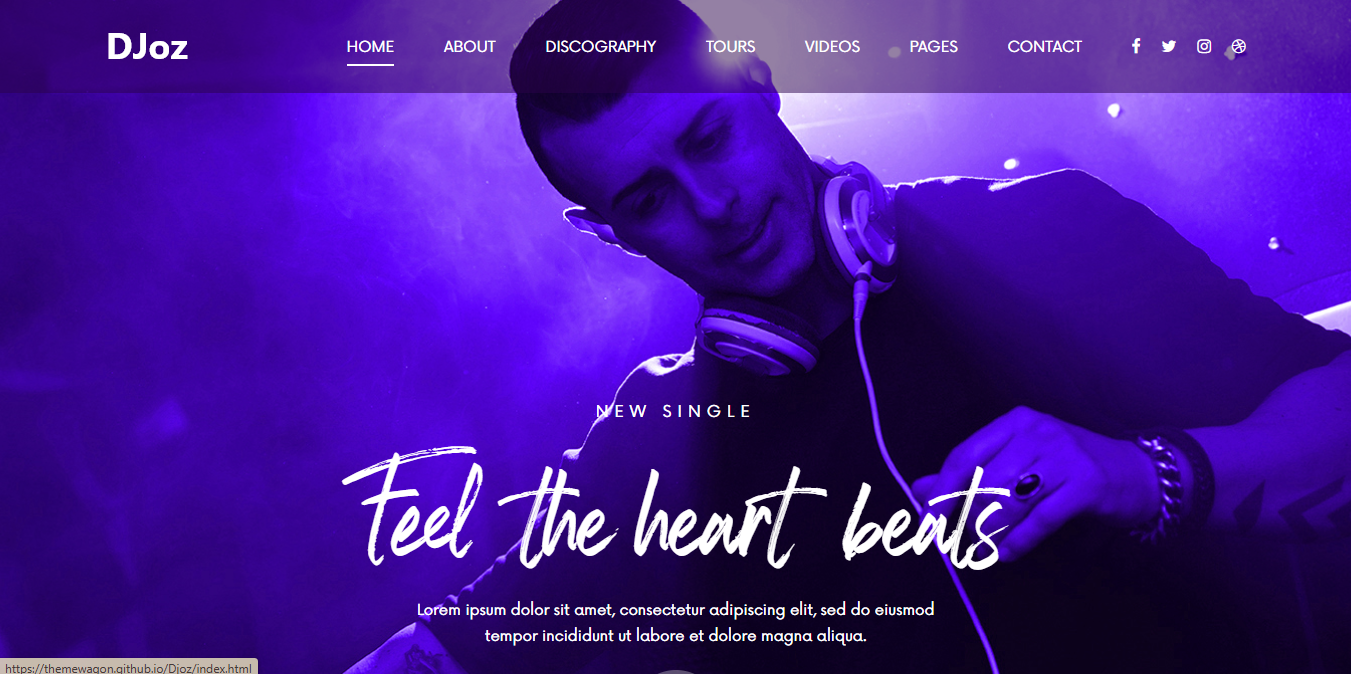 DJoz
HOME ABOUT DISCOGRAPHY TOURS VIDEOS PAGES CONTACT
NEW SINGLE
Feel the heart beats
Lorem ipsum dolor sit amet, consectetur adipiscing elit, sed do eiusmod
tempor incididunt ut labore et dolore magna aliqua.
https://themewagon.github.io/Djoz/index.html